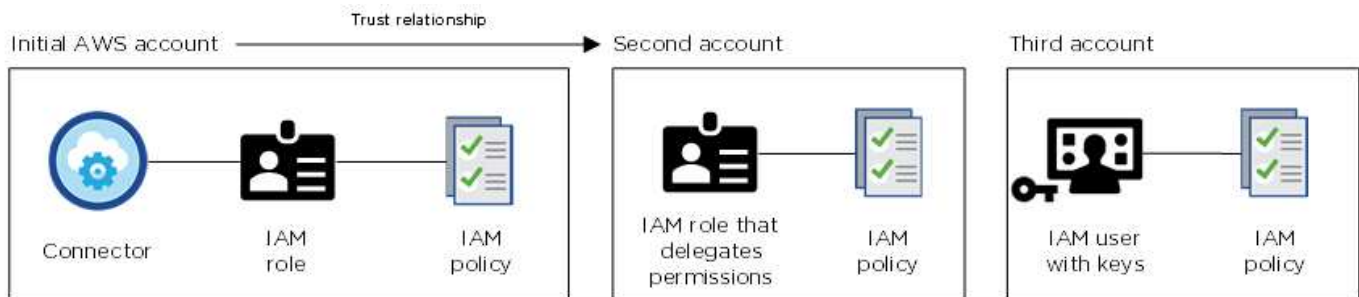 Trust relationship
Initial AWS account
Second account
Third account
Connector
IAM
role
IAM
policy
IAM role that
delegates
permissions
IAM
policy
IAM user
with keys
IAM
policy